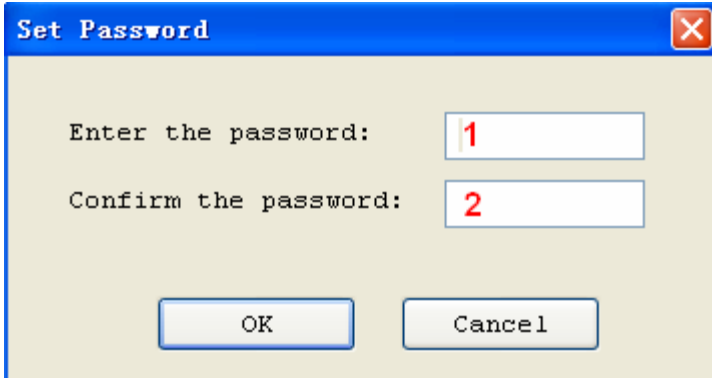 Set Password
Enter the password: 1
Confirm the password: 2
OK Cancel